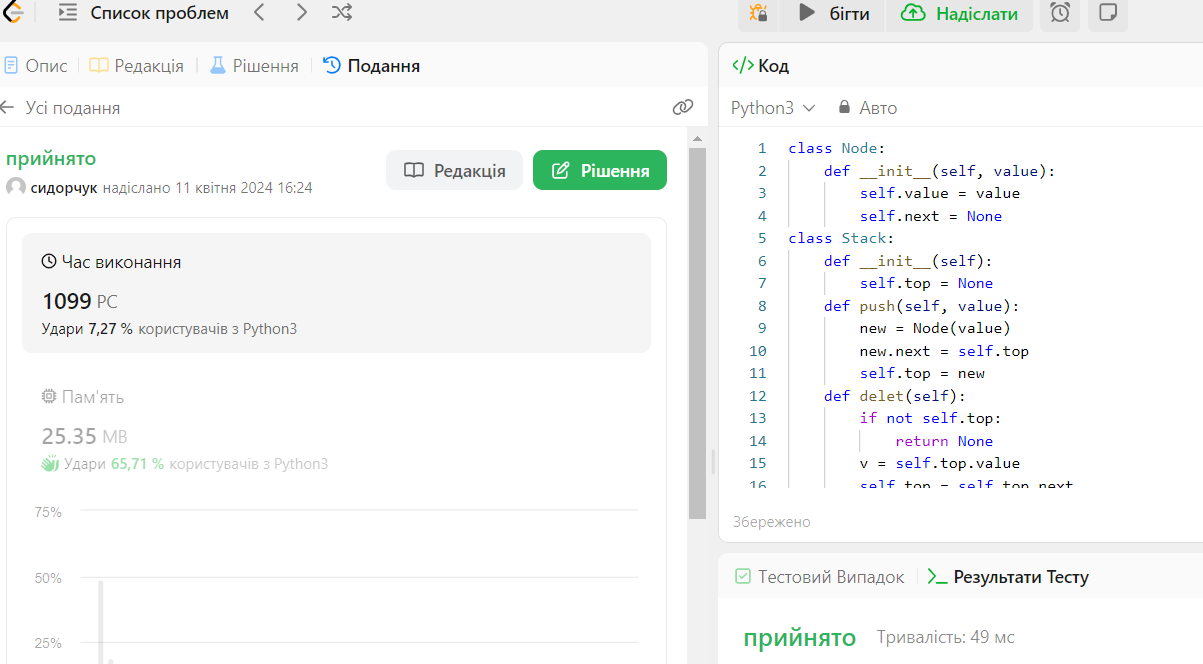 Список проблем
бігти
Надіслати
Опис
Редакція
Рішення
Подання
Усі подання
прийнято
сидорчук надіслано 11 квітня 2024 16:24
Редакція
Рішення
Час виконання
1099 РС
Удари 7,27 % користувачів з Python3
Пам'ять
25.35 MB
Удари 65,71 % користувачів з Python3
75%
50%
25%
Код
Python3
Авто
1 class Node:
2 def __init__(self, value):
3 self.value = value
4 self.next = None
5 class Stack:
6 def __init__(self):
7 self.top = None
8 def push(self, value):
9 new = Node(value)
10 new.next = self.top
11 self.top = new
12 def delet(self):
13 if not self.top:
14 return None
15 v = self.top.value
16 self.top = self.top.next
Збережено
Тестовий Випадок
Результати Тесту
прийнято
Тривалість: 49 мс